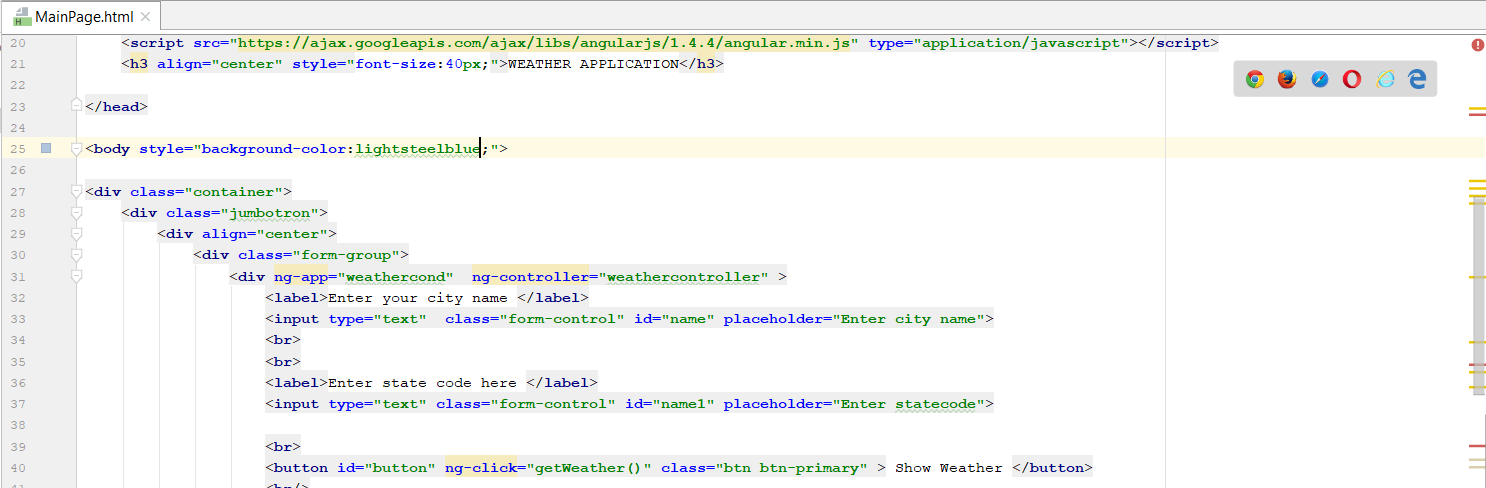 MainPage.html
20 <script src="https://ajax.googleapis.com/ajax/libs/angularjs/1.4.4/angular.min.js" type="application/javascript"></script>
21 <h3 align="center" style="font-size:40px;">WEATHER APPLICATION</h3>
22
23 </head>
24
25 <body style="background-color:lightsteelblue;">
26
27 <div class="container">
28 <div class="jumbotron">
29 <div align="center">
30 <div class="form-group">
31 <div ng-app="weathercond"  ng-controller="weathercontroller" >
32 <label>Enter your city name </label>
33 <input type="text"  class="form-control" id="name" placeholder="Enter city name">
34 <br>
35 <br>
36 <label>Enter state code here </label>
37 <input type="text" class="form-control" id="name1" placeholder="Enter statecode">
38
39 <br>
40 <button id="button" ng-click="getWeather()" class="btn btn-primary" > Show Weather </button>
41 <br/>